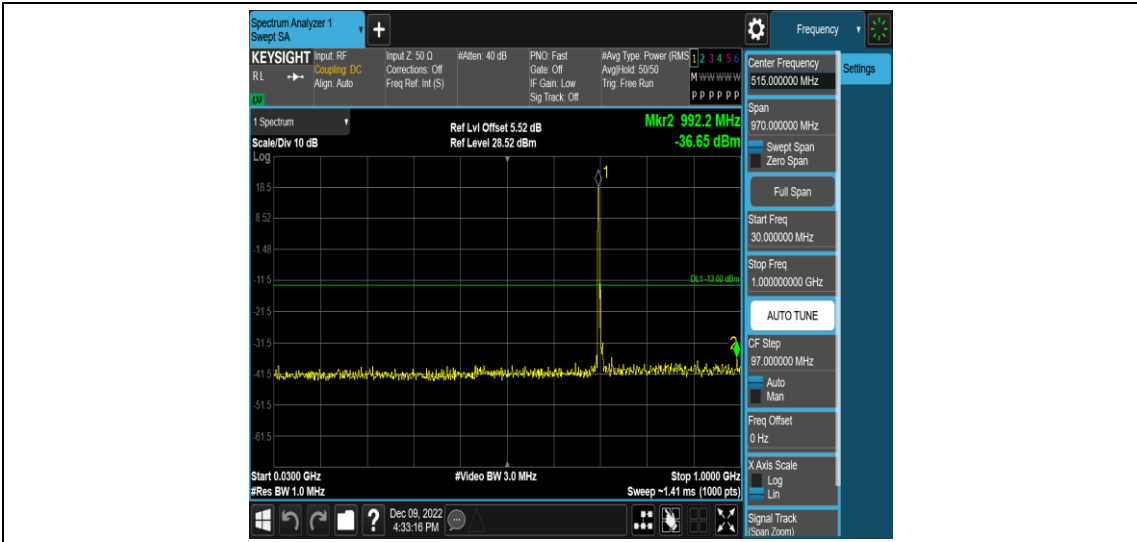 Spectrum Analyzer 1
Swept SA
+
Frequency
KEYSIGHT
RL
LXI
Input: RF
Coupling: DC
Align: Auto
Input Z: 50 Ω
Corrections: Off
Freq Ref: Int (S)
#Atten: 40 dB
PNO: Fast
Gate: Off
IF Gain: Low
Sig Track: Off
#Avg Type: Power (RMS
Avg|Hold: 50/50
Trig: Free Run
1 2 3 4 5 6
M W W W W W
P P P P P P
1 Spectrum
Scale/Div 10 dB
Log
Ref Lvl Offset 5.52 dB
Ref Level 28.52 dBm
Mkr2 992.2 MHz
-36.65 dBm
1
18.5
8.52
-1.48
-11.5
DL1 -13.00 dBm
-21.5
-31.5
2
-41.5
-51.5
-61.5
Start 0.0300 GHz
#Res BW 1.0 MHz
#Video BW 3.0 MHz
Stop 1.0000 GHz
Sweep ~1.41 ms (1000 pts)
Center Frequency
515.000000 MHz
Settings
Span
970.000000 MHz
Swept Span
Zero Span
Full Span
Start Freq
30.000000 MHz
Stop Freq
1.000000000 GHz
AUTO TUNE
CF Step
97.000000 MHz
Auto
Man
Freq Offset
0 Hz
X Axis Scale
Log
Lin
Signal Track
(Span Zoom)
?
Dec 09, 2022
4:33:16 PM